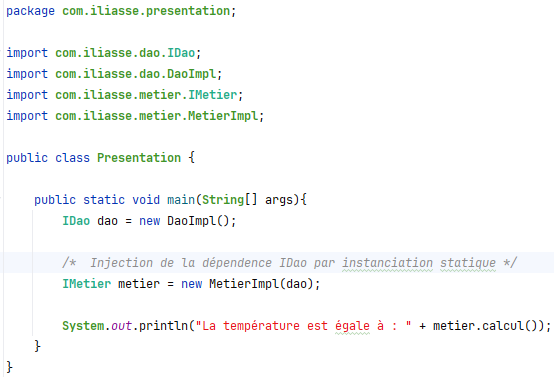 package com.iliasse.presentation;
import com.iliasse.dao.IDao;
import com.iliasse.dao.DaoImpl;
import com.iliasse.metier.IMetier;
import com.iliasse.metier.MetierImpl;
public class Presentation {
public static void main(String[] args){
IDao dao = new DaoImpl();
/*  Injection de la dépendence IDao par instanciation statique */
IMetier metier = new MetierImpl(dao);
System.out.println("La température est égale à : " + metier.calcul());
}
}